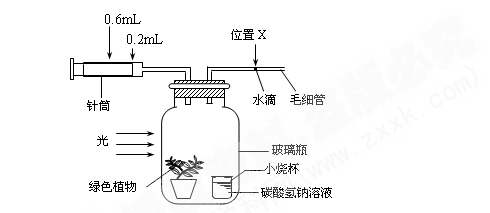 0.6mL
0.2mL
位置 X
针筒
水滴
毛细管
光
玻璃瓶
小烧杯
绿色植物
碳酸氢钠溶液